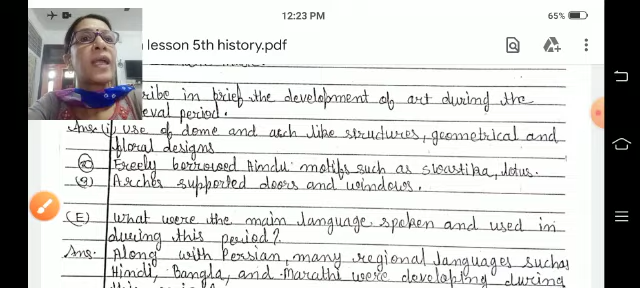 12:23 PM
65%
lesson 5th history.pdf
ribe in brief the development of art during the
eval period.
Ans:(i) use of dome and arch like structures, geometrical and
floral designs
(2) Freely borrowed Hindu motifs such as swastika, lotus.
(3) Arches supported doors and windows.
(E) What were the main language spoken and used in
during this period?
Ans. Along with Persian, many regional languages suchas
Hindi, Bangla, and Marathi were developing during